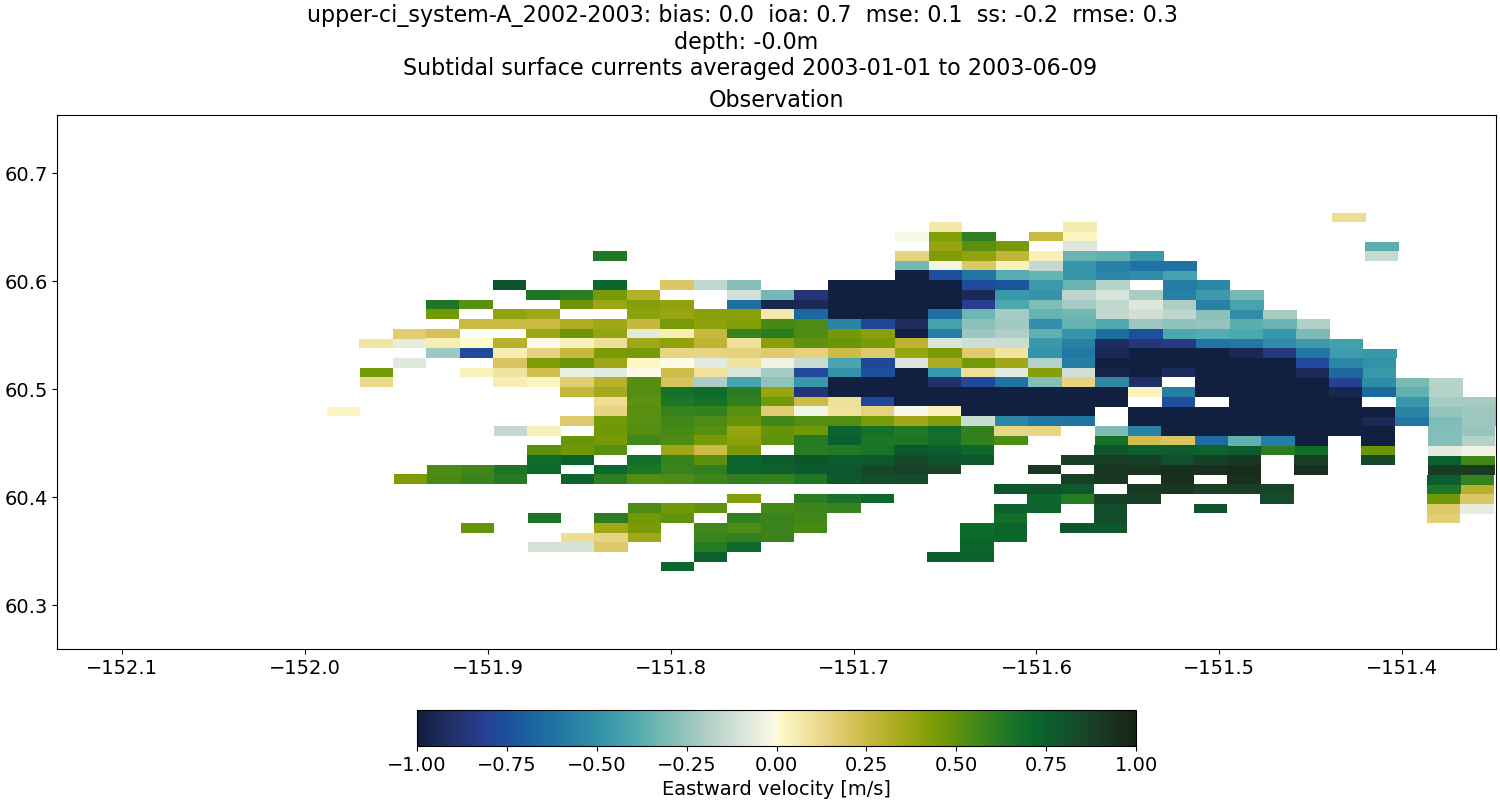 upper-ci_system-A_2002-2003: bias: 0.0  ioa: 0.7  mse: 0.1  ss: -0.2  rmse: 0.3
depth: -0.0m
Subtidal surface currents averaged 2003-01-01 to 2003-06-09
Observation
60.7
60.6
60.5
60.4
60.3
−152.1 −152.0 −151.9 −151.8 −151.7 −151.6 −151.5 −151.4
−1.00 −0.75 −0.50 −0.25 0.00 0.25 0.50 0.75 1.00
Eastward velocity [m/s]